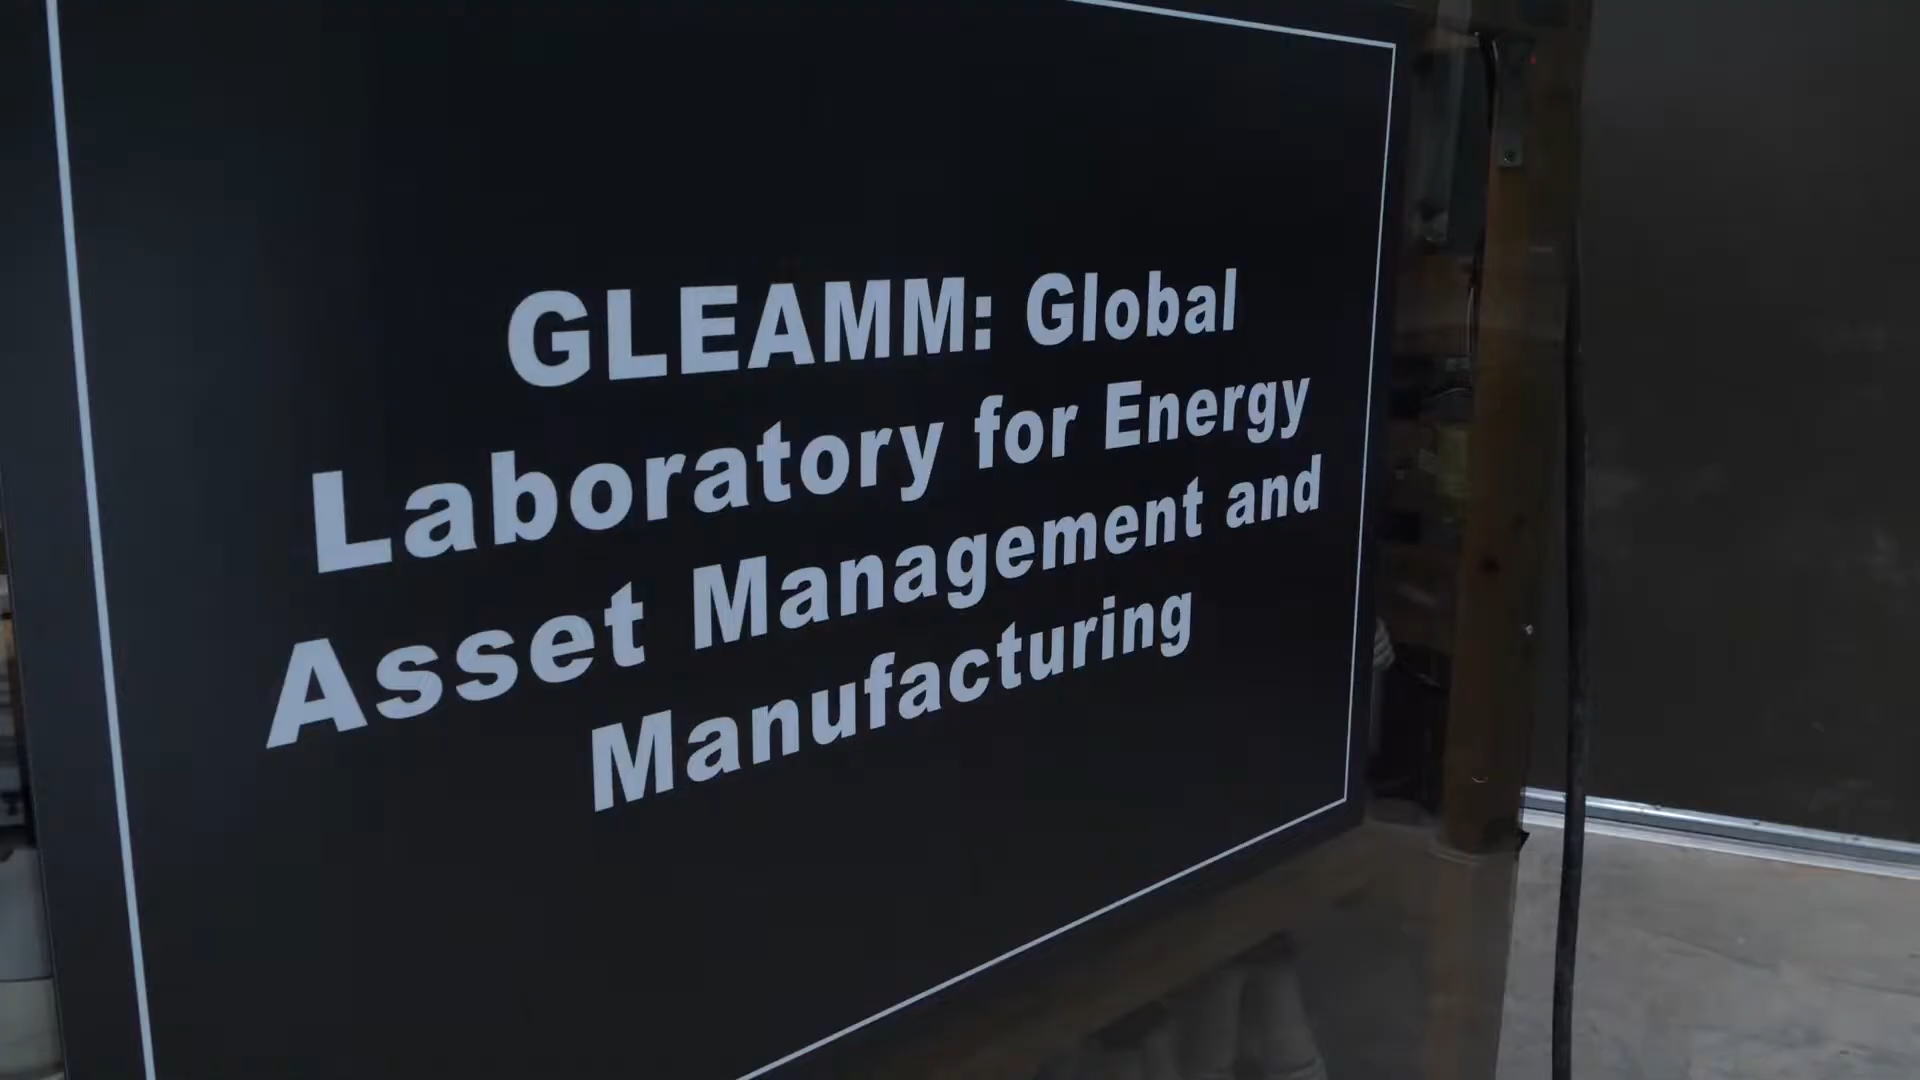 GLEAMM: Global
Laboratory for Energy
Asset Management and
Manufacturing